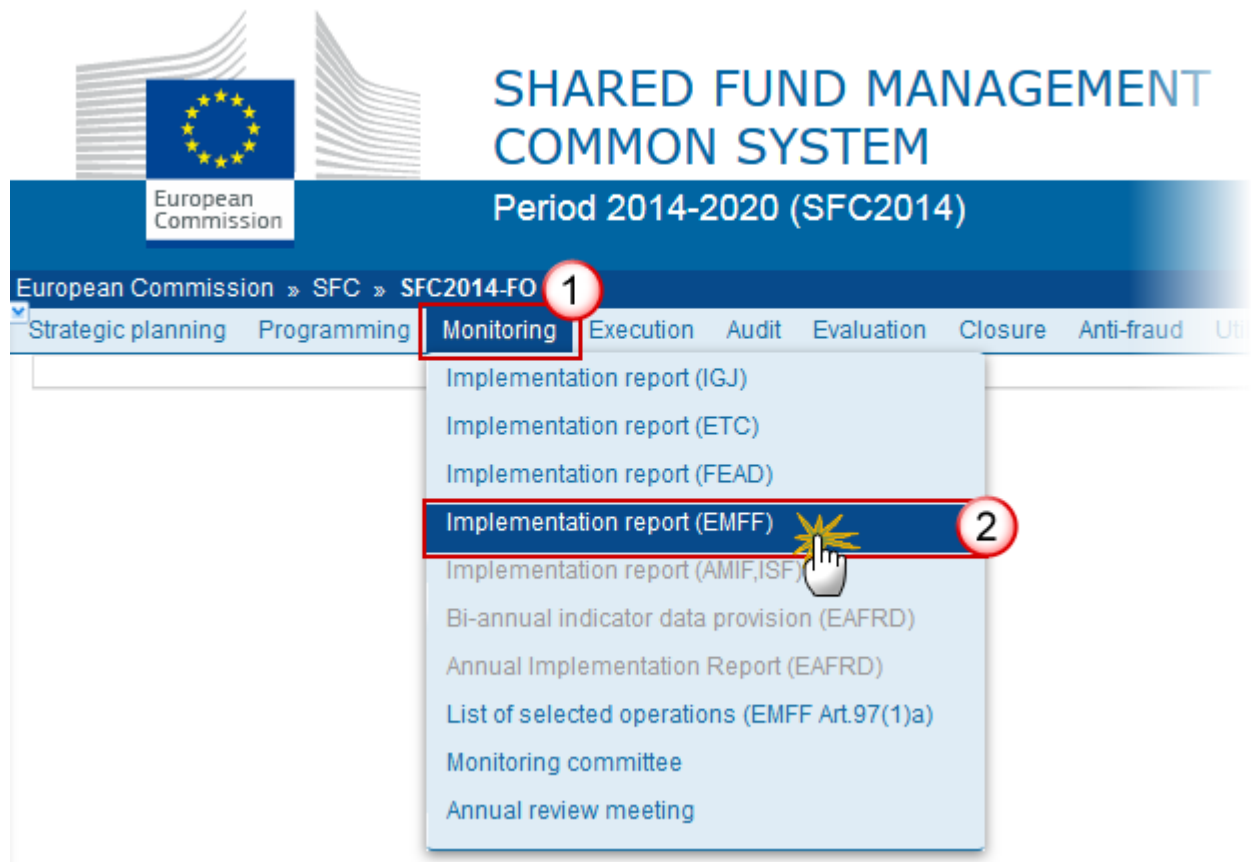 SHARED FUND MANAGEMENT
COMMON SYSTEM
European
Commission
Period 2014-2020 (SFC2014)
European Commission » SFC » SFC2014-FO 1
Strategic planning Programming Monitoring Execution Audit Evaluation Closure Anti-fraud
Implementation report (IGJ)
Implementation report (ETC)
Implementation report (FEAD)
Implementation report (EMFF) 2
Implementation report (AMIF,ISF)
Bi-annual indicator data provision (EAFRD)
Annual Implementation Report (EAFRD)
List of selected operations (EMFF Art.97(1)a)
Monitoring committee
Annual review meeting